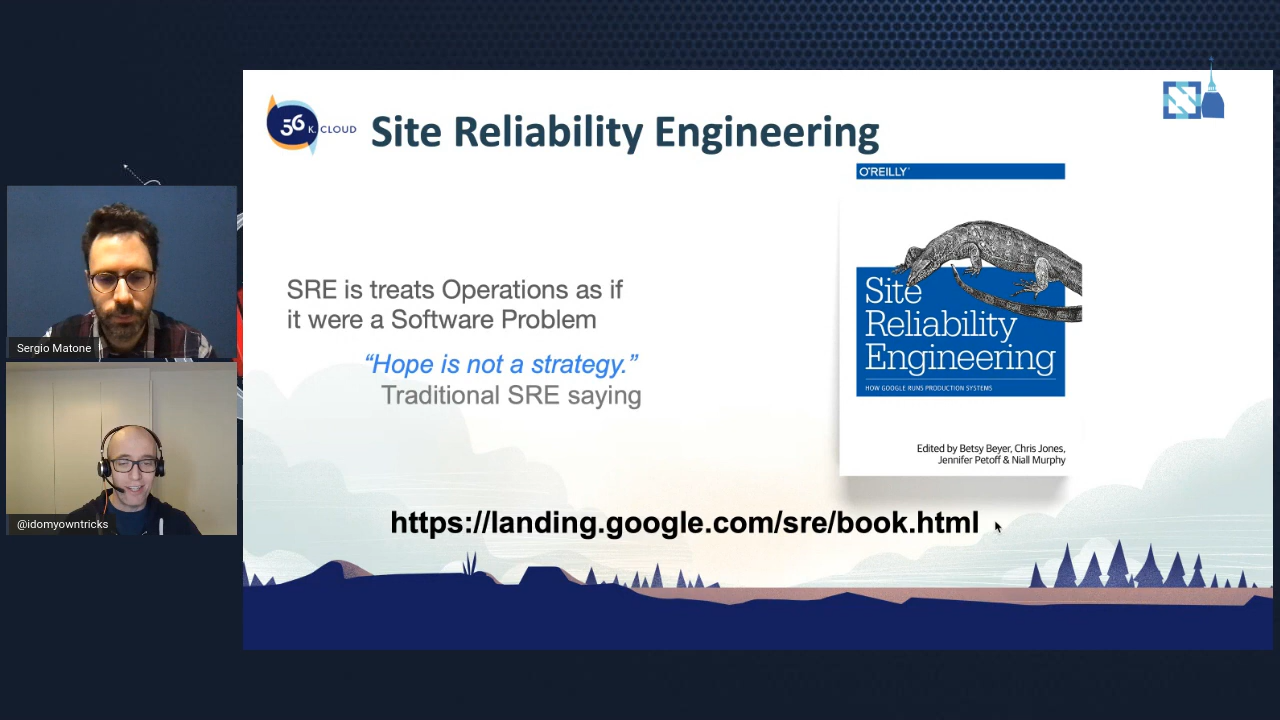 56 K. CLOUD
Site Reliability Engineering
O'REILLY®
SRE is treats Operations as if
it were a Software Problem
“Hope is not a strategy.”
Traditional SRE saying
Site
Reliability
Engineering
HOW GOOGLE RUNS PRODUCTION SYSTEMS
Edited by Betsy Beyer, Chris Jones,
Jennifer Petoff & Niall Murphy
https://landing.google.com/sre/book.html
Sergio Matone
@idomyowntricks